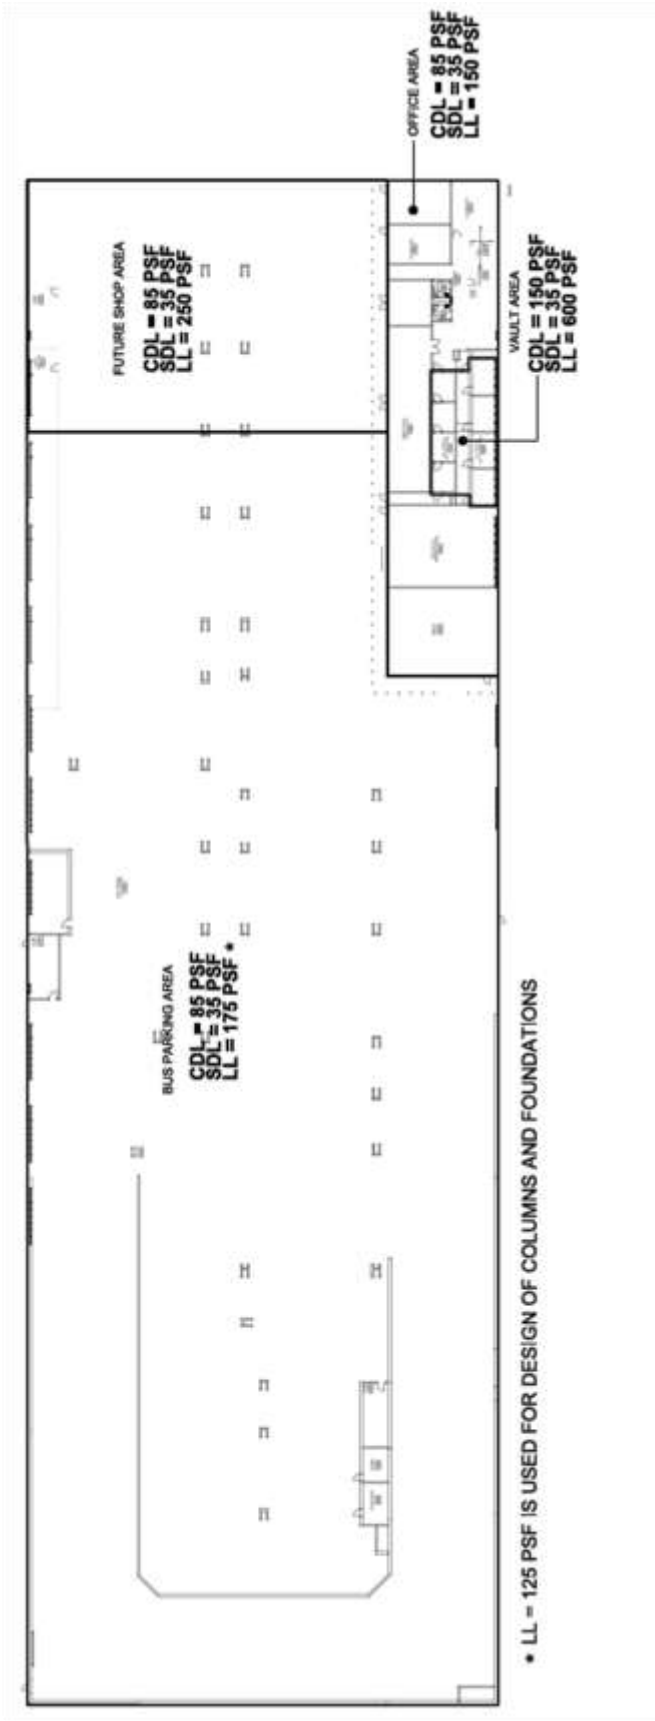 OFFICE AREA
CDL = 85 PSF
SDL = 35 PSF
LL = 150 PSF
FUTURE SHOP AREA
CDL = 85 PSF
SDL = 35 PSF
LL = 250 PSF
VAULT AREA
CDL = 150 PSF
SDL = 35 PSF
LL = 600 PSF
BUS PARKING AREA
CDL = 85 PSF
SDL = 35 PSF
LL = 175 PSF *
* LL = 125 PSF IS USED FOR DESIGN OF COLUMNS AND FOUNDATIONS